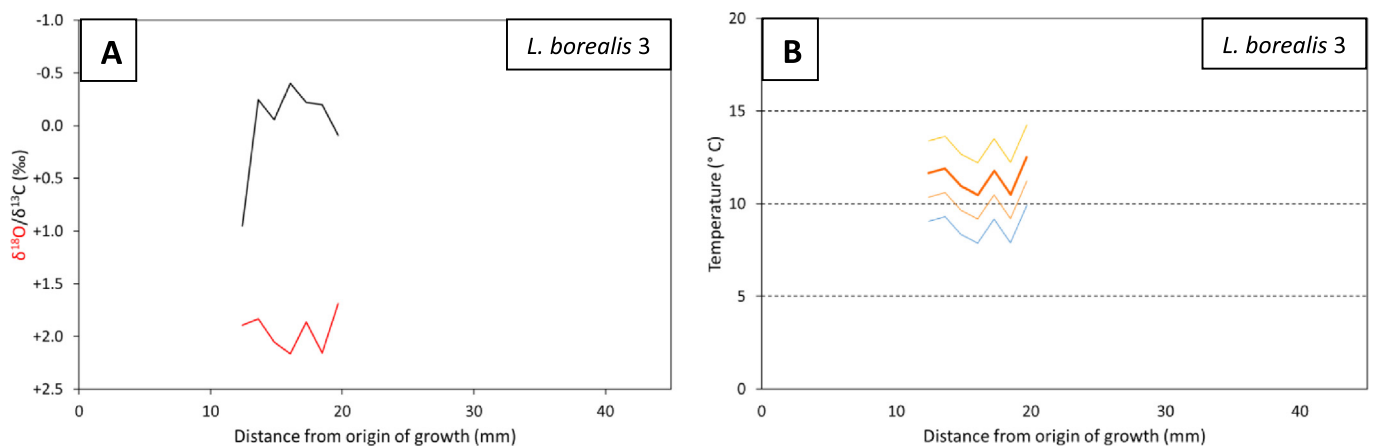 A
L. borealis 3
δ¹⁸O/δ¹³C (‰)
-1.0
-0.5
0.0
+0.5
+1.0
+1.5
+2.0
+2.5
0 10 20 30 40
Distance from origin of growth (mm)
B
L. borealis 3
Temperature (° C)
20
15
10
5
0
0 10 20 30 40
Distance from origin of growth (mm)